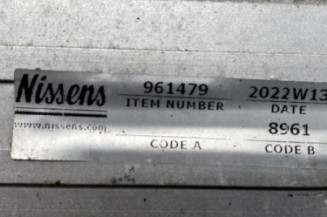 Nissens 961479 2022W13
ITEM NUMBER DATE
www.nissens.com 8961
CODE A CODE B